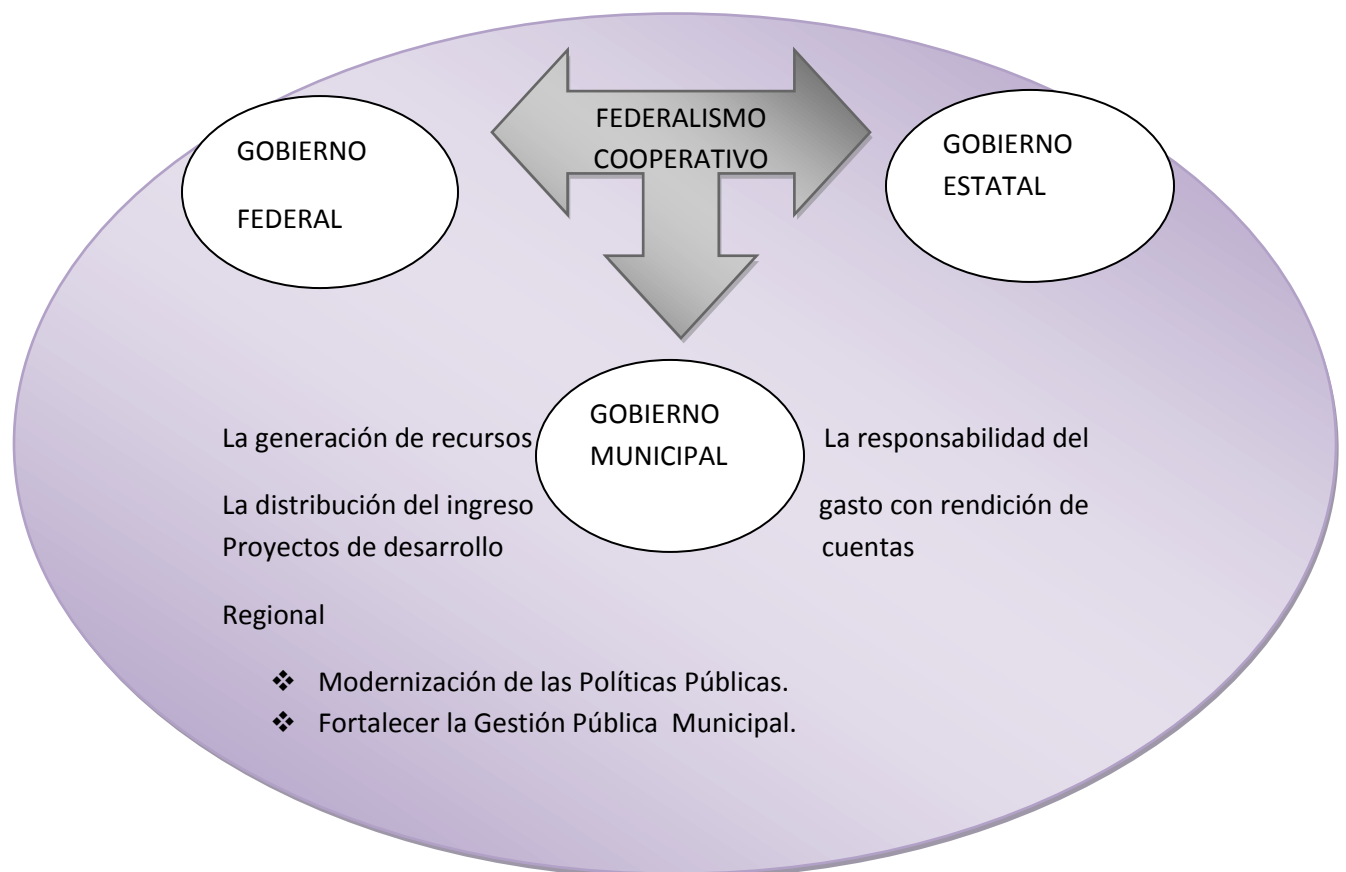 FEDERALISMO
COOPERATIVO
GOBIERNO
FEDERAL
GOBIERNO
ESTATAL
GOBIERNO
MUNICIPAL
La generación de recursos
La distribución del ingreso
Proyectos de desarrollo
Regional
La responsabilidad del
gasto con rendición de
cuentas
❖ Modernización de las Políticas Públicas.
❖ Fortalecer la Gestión Pública  Municipal.